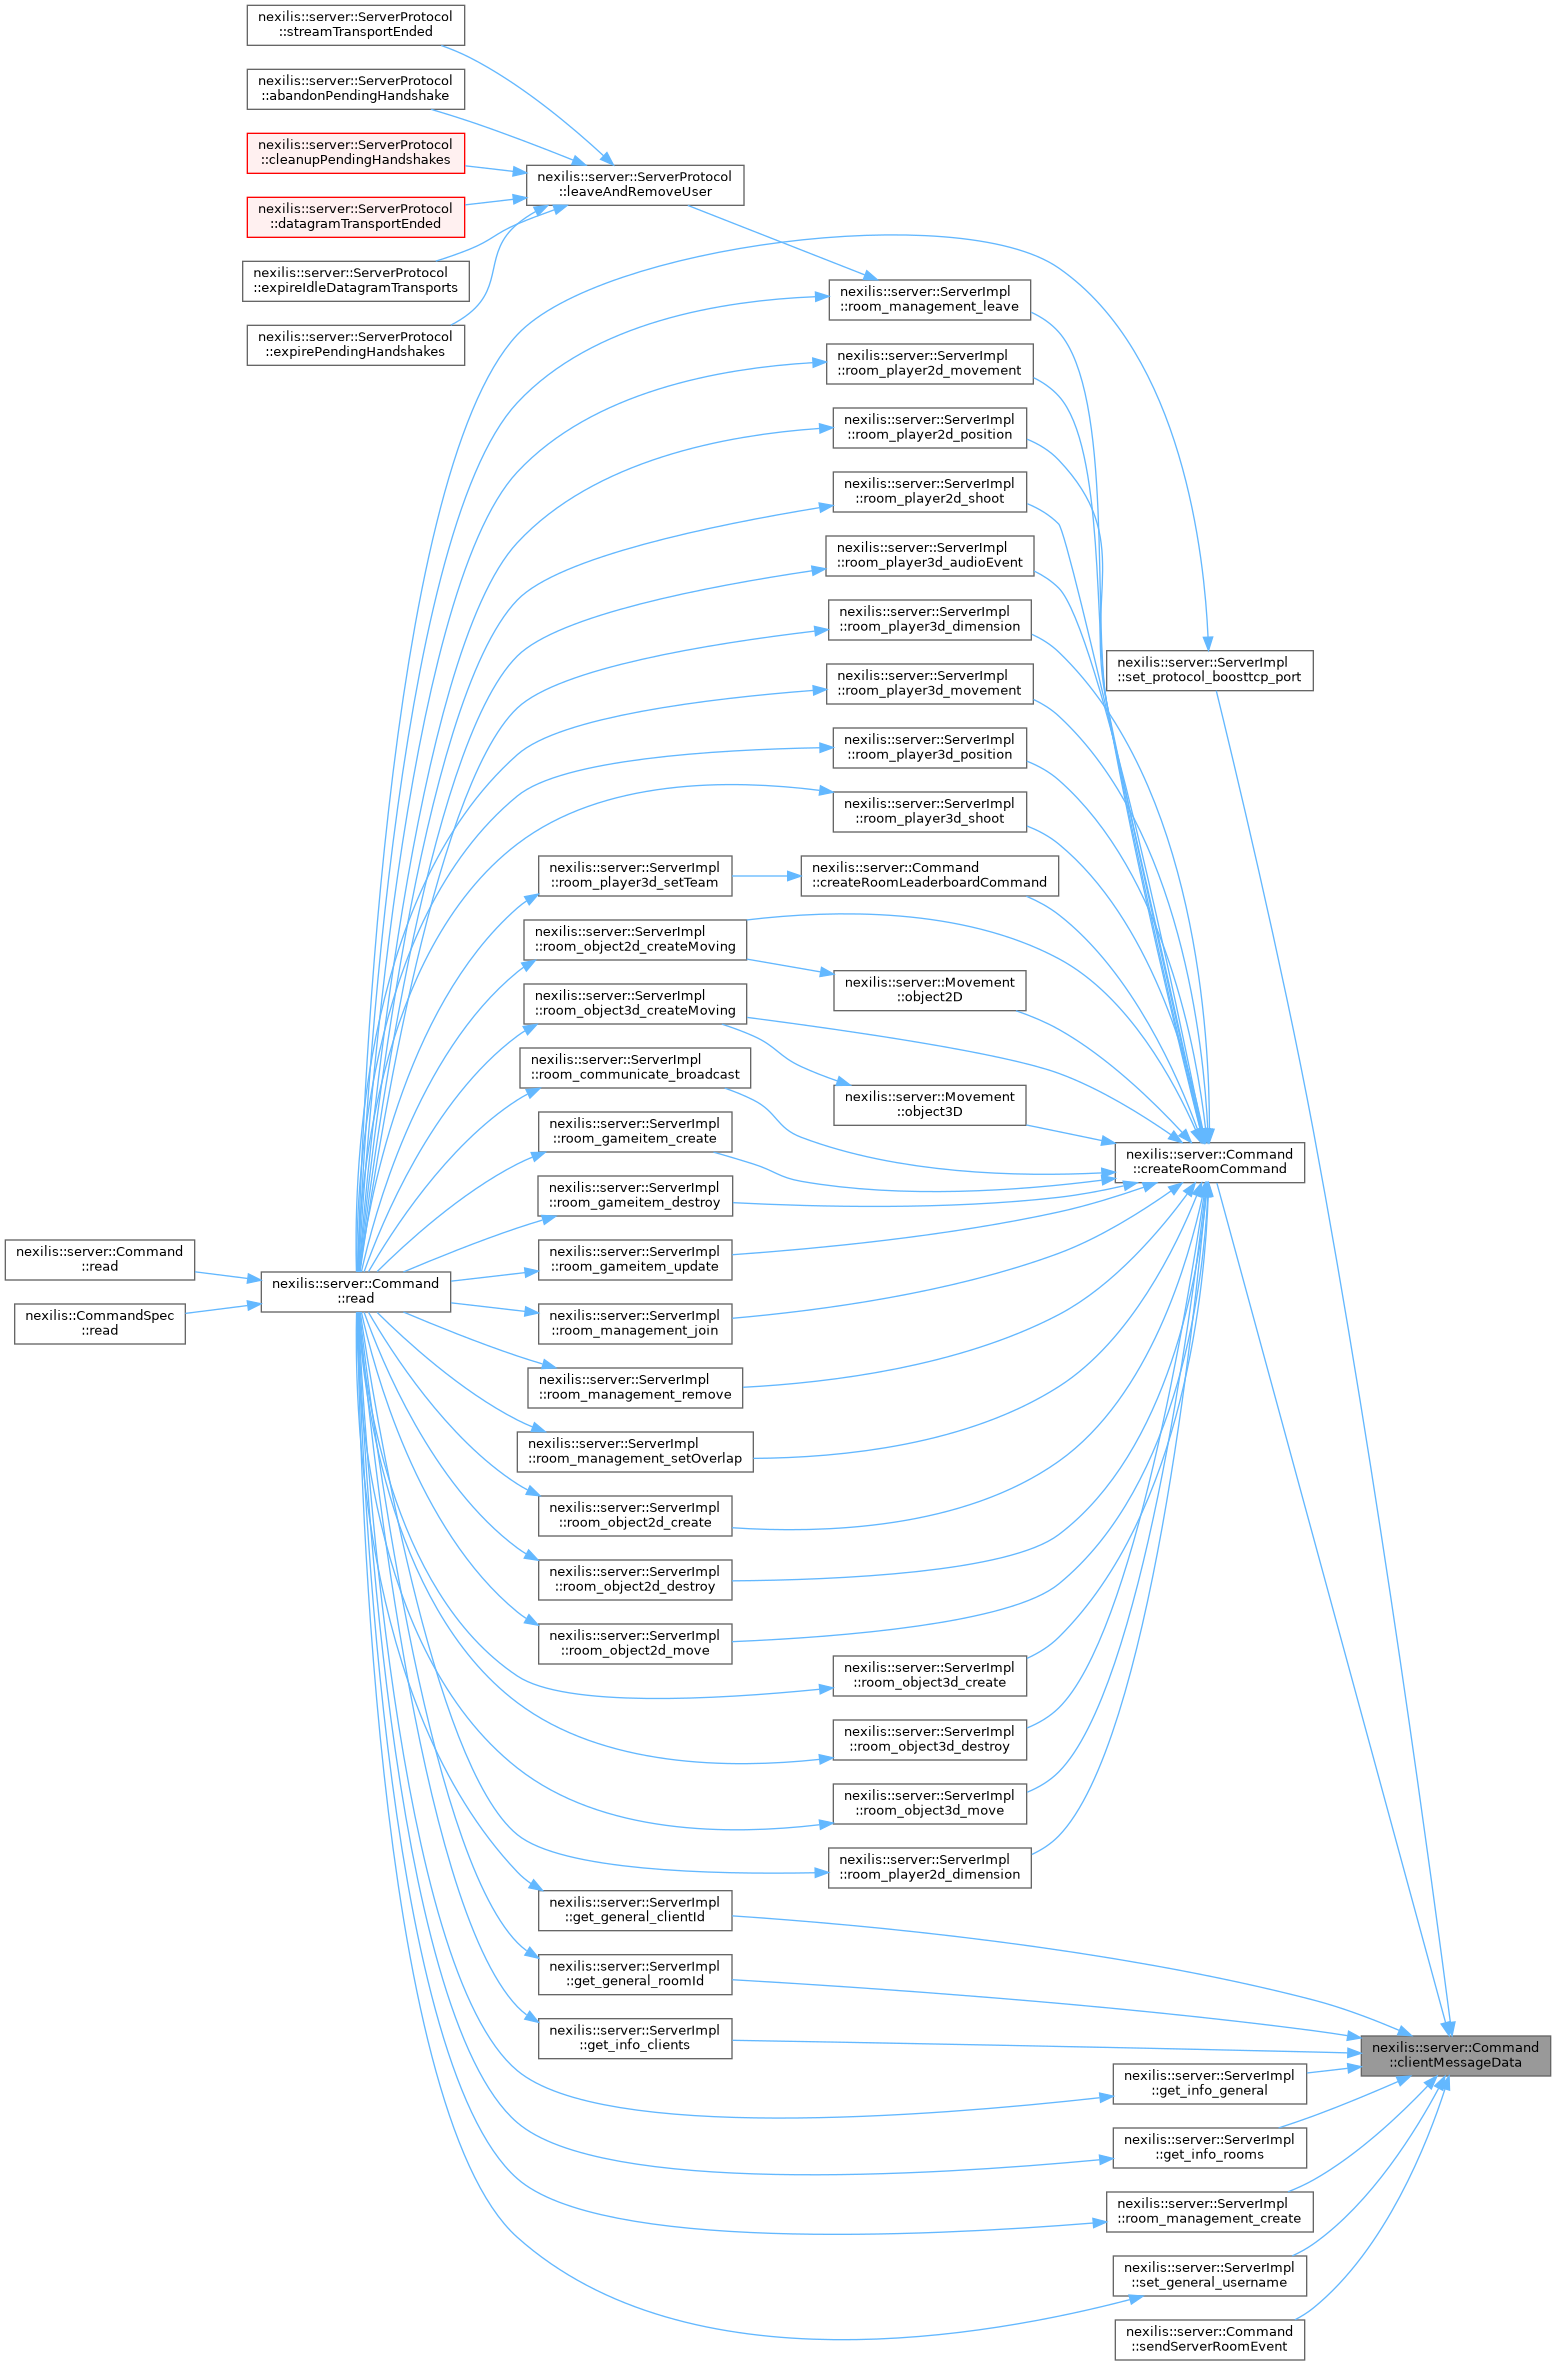 nexilis::server::ServerProtocol
::streamTransportEnded
nexilis::server::ServerProtocol
::abandonPendingHandshake
nexilis::server::ServerProtocol
::cleanupPendingHandshakes
nexilis::server::ServerProtocol
::leaveAndRemoveUser
nexilis::server::ServerProtocol
::datagramTransportEnded
nexilis::server::ServerProtocol
::expireIdleDatagramTransports
nexilis::server::ServerImpl
::room_management_leave
nexilis::server::ServerProtocol
::expirePendingHandshakes
nexilis::server::ServerImpl
::room_player2d_movement
nexilis::server::ServerImpl
::room_player2d_position
nexilis::server::ServerImpl
::room_player2d_shoot
nexilis::server::ServerImpl
::room_player3d_audioEvent
nexilis::server::ServerImpl
::room_player3d_dimension
nexilis::server::ServerImpl
::set_protocol_boosttcp_port
nexilis::server::ServerImpl
::room_player3d_movement
nexilis::server::ServerImpl
::room_player3d_position
nexilis::server::ServerImpl
::room_player3d_shoot
nexilis::server::ServerImpl
::room_player3d_setTeam
nexilis::server::Command
::createRoomLeaderboardCommand
nexilis::server::ServerImpl
::room_object2d_createMoving
nexilis::server::Movement
::object2D
nexilis::server::ServerImpl
::room_object3d_createMoving
nexilis::server::ServerImpl
::room_communicate_broadcast
nexilis::server::Movement
::object3D
nexilis::server::ServerImpl
::room_gameitem_create
nexilis::server::Command
::createRoomCommand
nexilis::server::ServerImpl
::room_gameitem_destroy
nexilis::server::Command
::read
nexilis::server::ServerImpl
::room_gameitem_update
nexilis::server::Command
::read
nexilis::CommandSpec
::read
nexilis::server::ServerImpl
::room_management_join
nexilis::server::ServerImpl
::room_management_remove
nexilis::server::ServerImpl
::room_management_setOverlap
nexilis::server::ServerImpl
::room_object2d_create
nexilis::server::ServerImpl
::room_object2d_destroy
nexilis::server::ServerImpl
::room_object2d_move
nexilis::server::ServerImpl
::room_object3d_create
nexilis::server::ServerImpl
::room_object3d_destroy
nexilis::server::ServerImpl
::room_object3d_move
nexilis::server::ServerImpl
::room_player2d_dimension
nexilis::server::ServerImpl
::get_general_clientId
nexilis::server::ServerImpl
::get_general_roomId
nexilis::server::ServerImpl
::get_info_clients
nexilis::server::Command
::clientMessageData
nexilis::server::ServerImpl
::get_info_general
nexilis::server::ServerImpl
::get_info_rooms
nexilis::server::ServerImpl
::room_management_create
nexilis::server::ServerImpl
::set_general_username
nexilis::server::Command
::sendServerRoomEvent